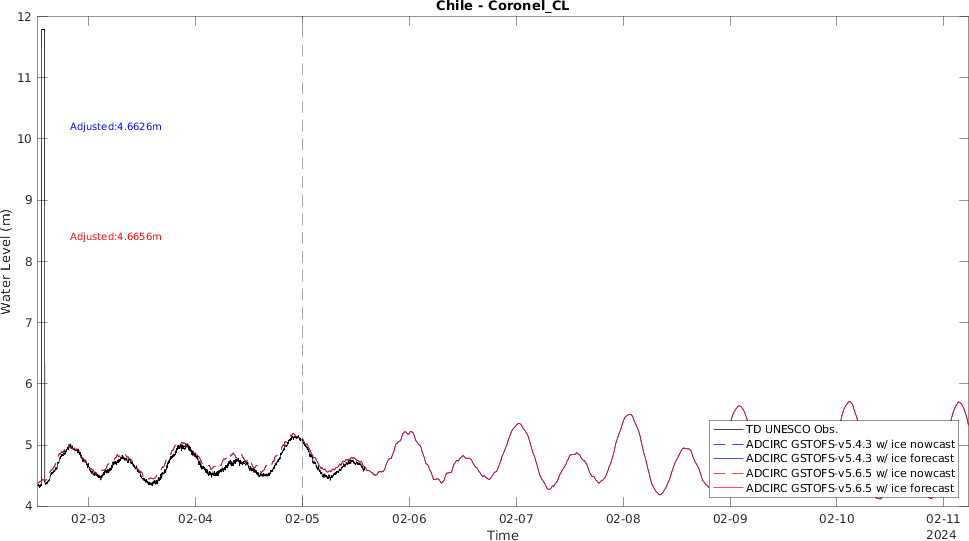 Chile - Coronel_CL
12
11
10
9
8
7
6
5
4
Water Level (m)
Adjusted:4.6626m
Adjusted:4.6656m
TD UNESCO Obs.
ADCIRC GSTOFS-v5.4.3 w/ ice nowcast
ADCIRC GSTOFS-v5.4.3 w/ ice forecast
ADCIRC GSTOFS-v5.6.5 w/ ice nowcast
ADCIRC GSTOFS-v5.6.5 w/ ice forecast
02-03 02-04 02-05 02-06 02-07 02-08 02-09 02-10 02-11
2024
Time